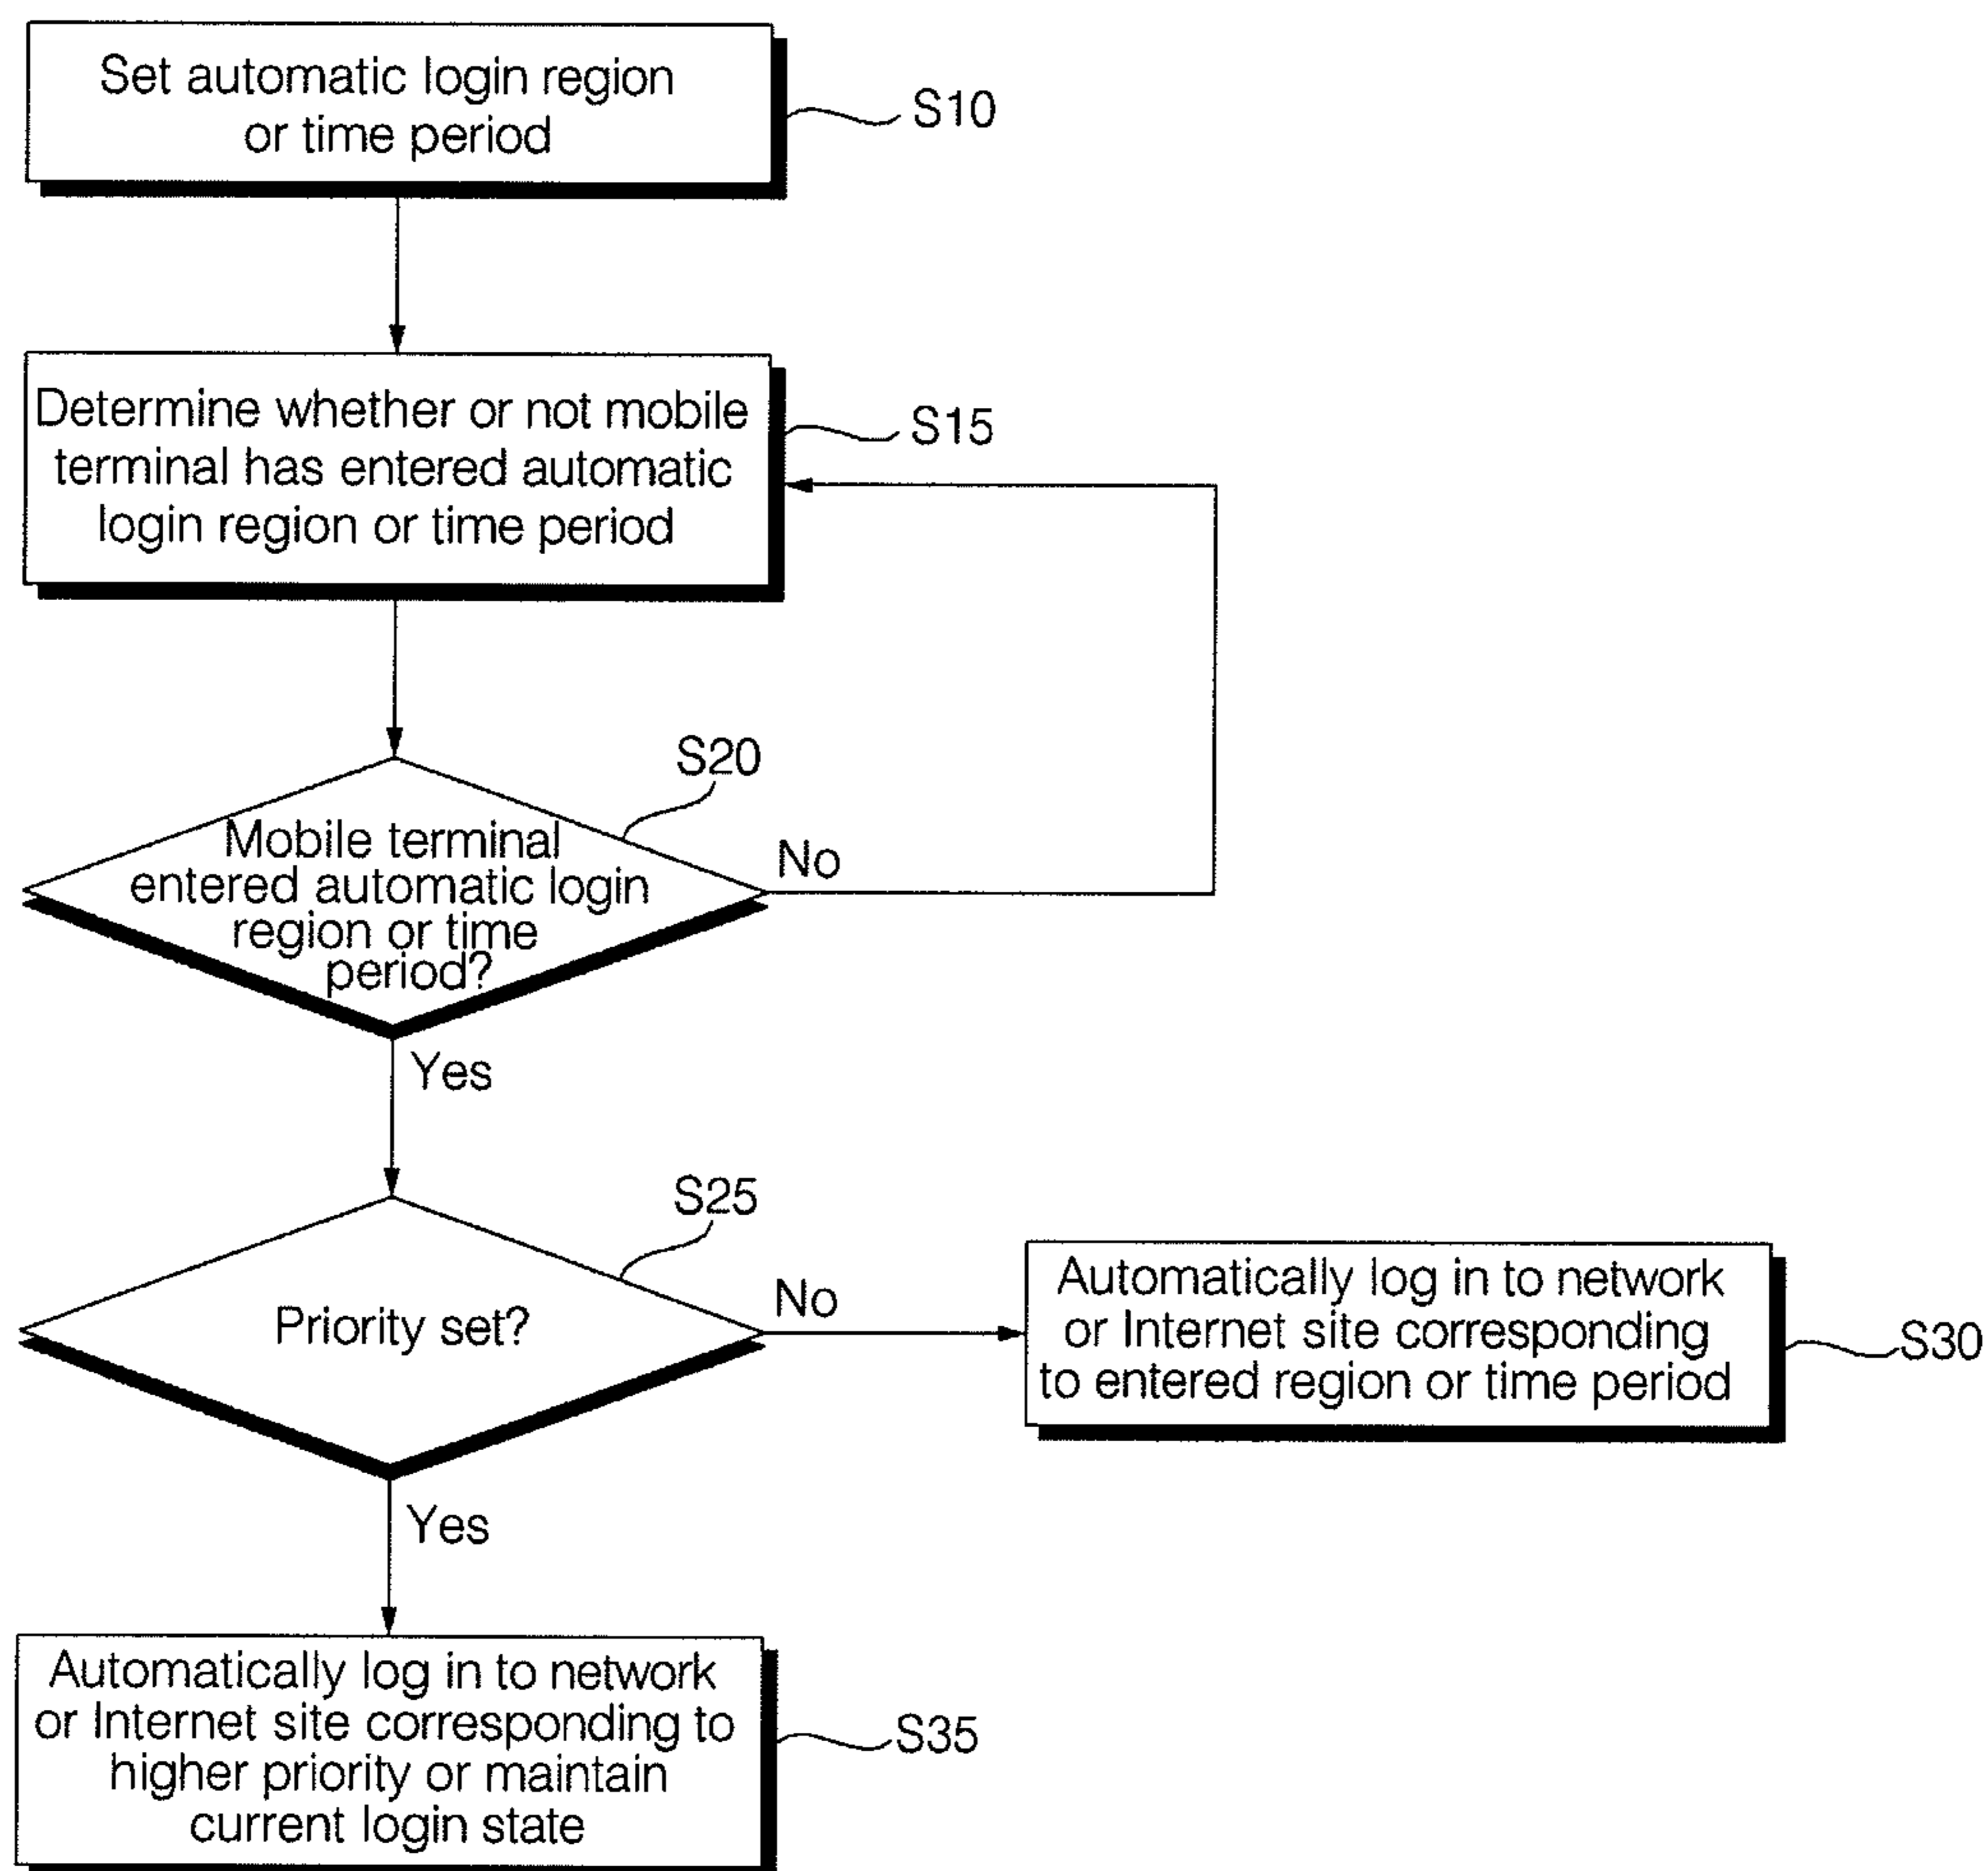 Set automatic login region
or time period
S10
Determine whether or not mobile
terminal has entered automatic
login region or time period
S15
S20
Mobile terminal
entered automatic login
region or time
period?
No
Yes
S25
Priority set?
No
Automatically log in to network
or Internet site corresponding
to entered region or time period
S30
Yes
Automatically log in to network
or Internet site corresponding to
higher priority or maintain
current login state
S35